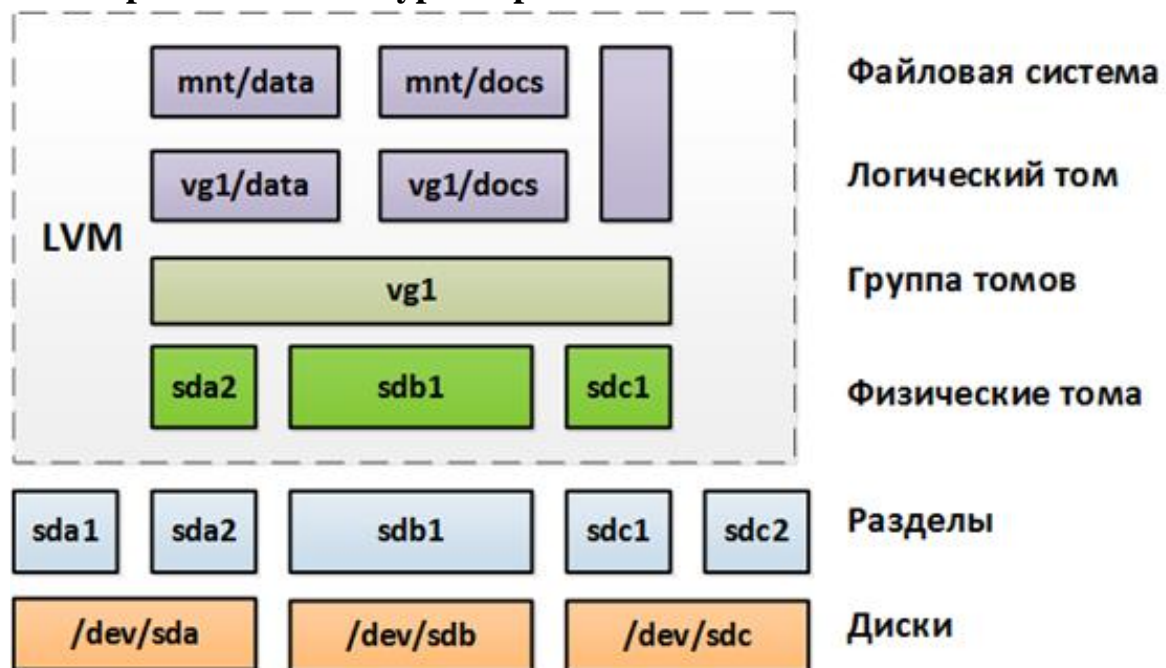 mnt/data mnt/docs Файловая система
vg1/data vg1/docs Логический том
LVM
vg1 Группа томов
sda2 sdb1 sdc1 Физические тома
sda1 sda2 sdb1 sdc1 sdc2 Разделы
/dev/sda /dev/sdb /dev/sdc Диски